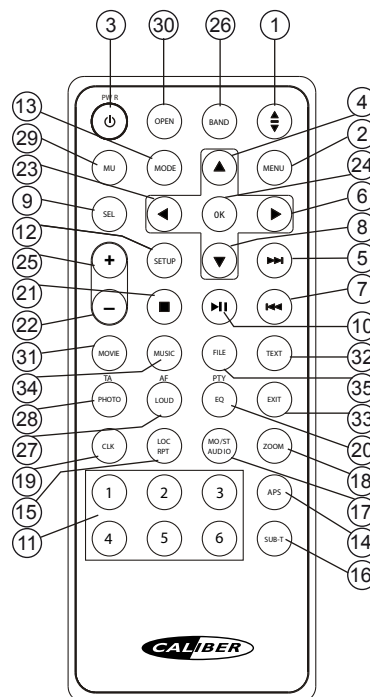 3 30 26 1
PWR
13 4
OPEN BAND
29 2
MU MODE MENU
23 24
9 6
SEL OK
12 8
25 SETUP 5
+
21 7
22 −
10
31 32
MOVIE MUSIC FILE TEXT
34 35
TA AF PTY
28 PHOTO LOUD EQ EXIT 33
27 20
CLK LOC RPT MO/ST AUDIO ZOOM
19 18
15 17
1 2 3 APS
11 14
4 5 6 SUB-T
16
CALIBER